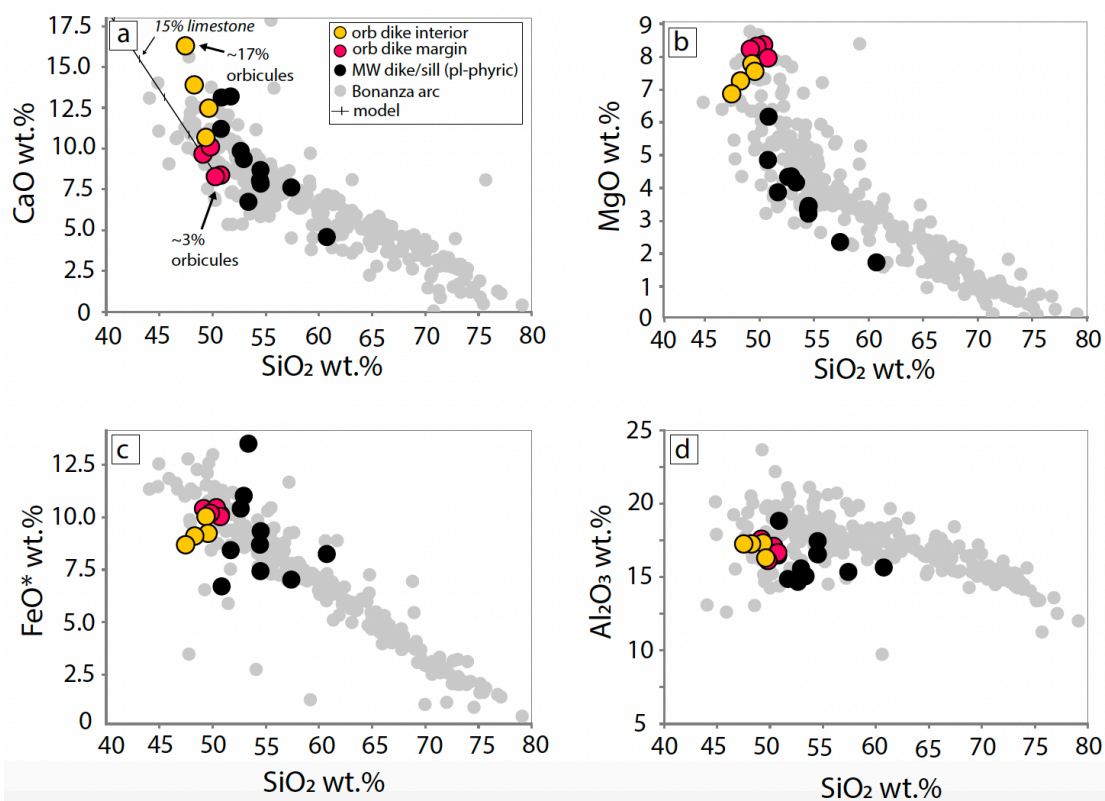 a
15% limestone
~17%
orbicules
~3%
orbicules
orb dike interior
orb dike margin
MW dike/sill (pl-phyric)
Bonanza arc
model
CaO wt.%
17.5
15.0
12.5
10.0
7.5
5.0
2.5
0
40 45 50 55 60 65 70 75 80
SiO₂ wt.%
b
MgO wt.%
9
8
7
6
5
4
3
2
1
0
40 45 50 55 60 65 70 75 80
SiO₂ wt.%
c
FeO* wt.%
12.5
10.0
7.5
5.0
2.5
0
40 45 50 55 60 65 70 75 80
SiO₂ wt.%
d
Al₂O₃ wt.%
25
20
15
10
5
40 45 50 55 60 65 70 75 80
SiO₂ wt.%